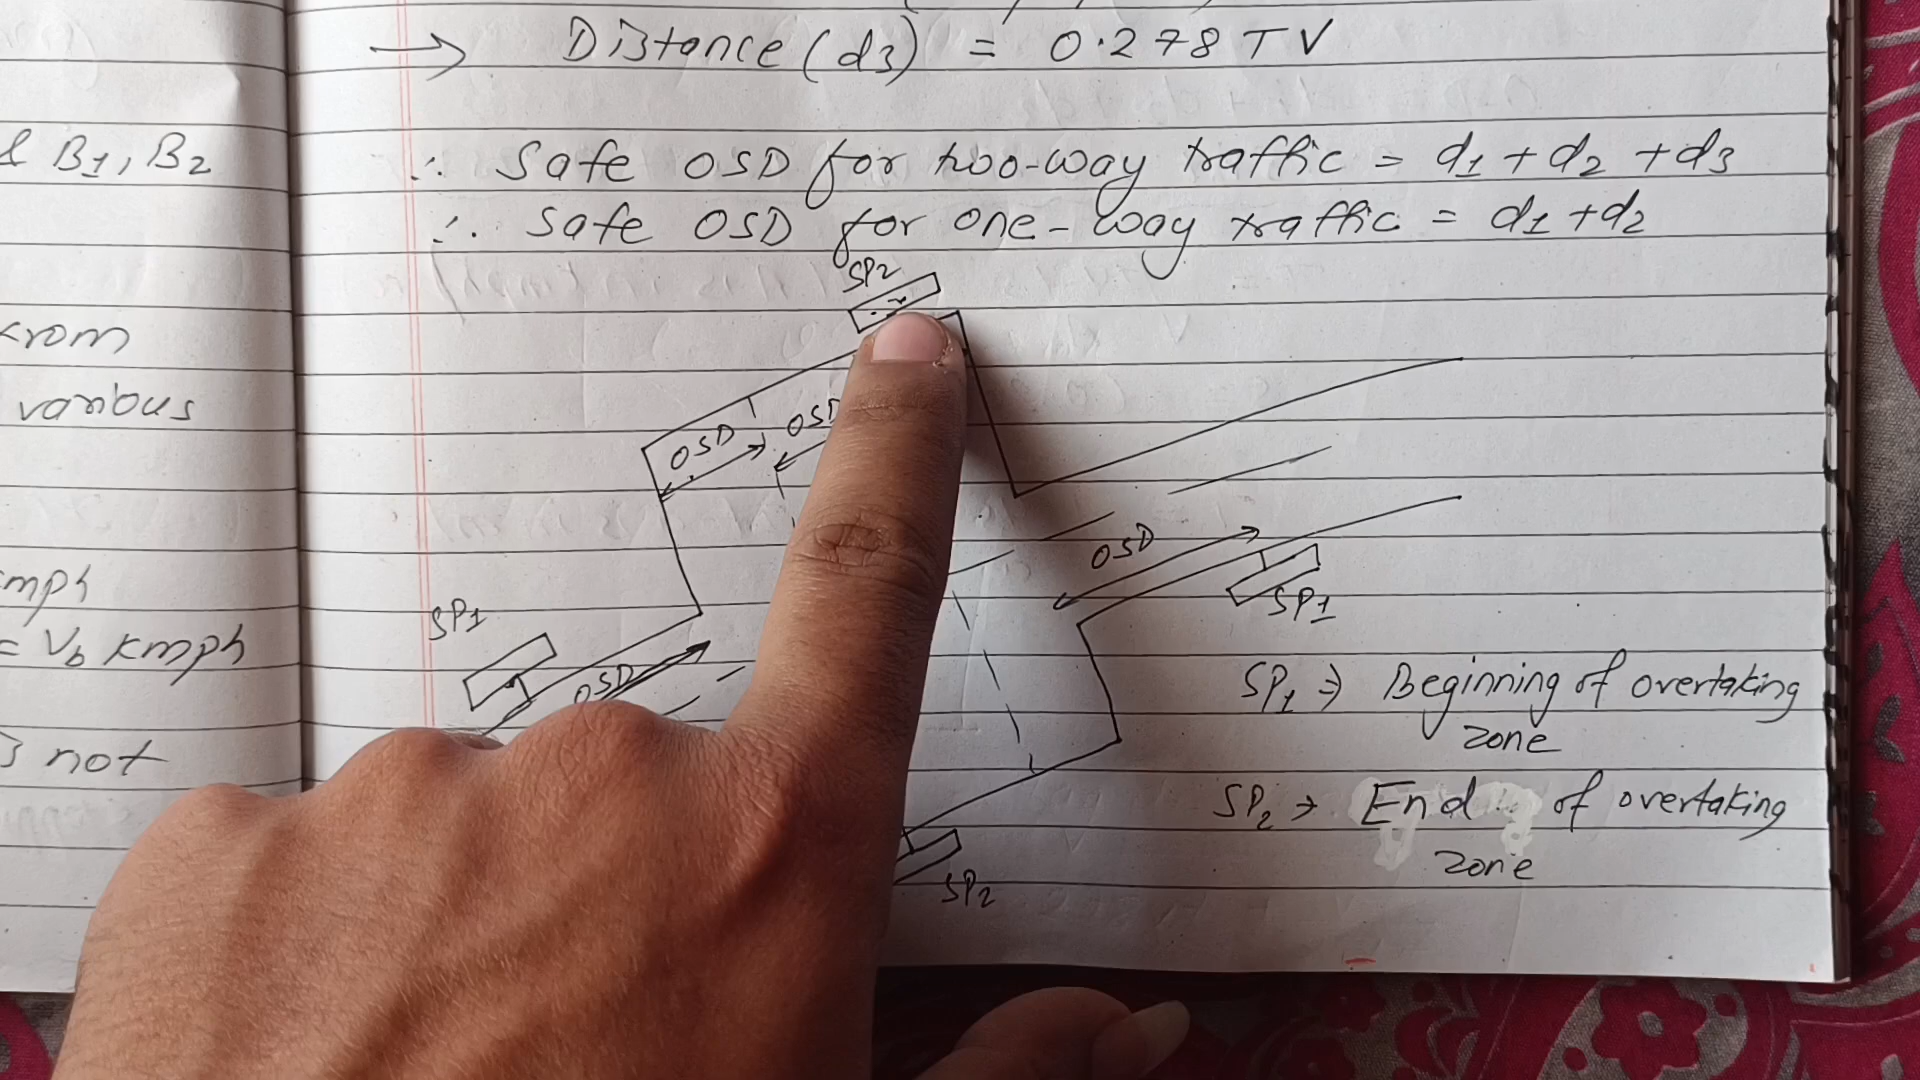 → Distance (d3) = 0.278 TV
& B1, B2
∴ Safe OSD for two-way traffic = d1 + d2 + d3
∴ Safe OSD for one-way traffic = d1 + d2
SP2
from
various
OSD
OSD
OSD
kmph
SP1
SP1
= Vb kmph
OSD
SP1 ⇒ Beginning of overtaking
zone
not
SP2 → End of overtaking
zone
SP2